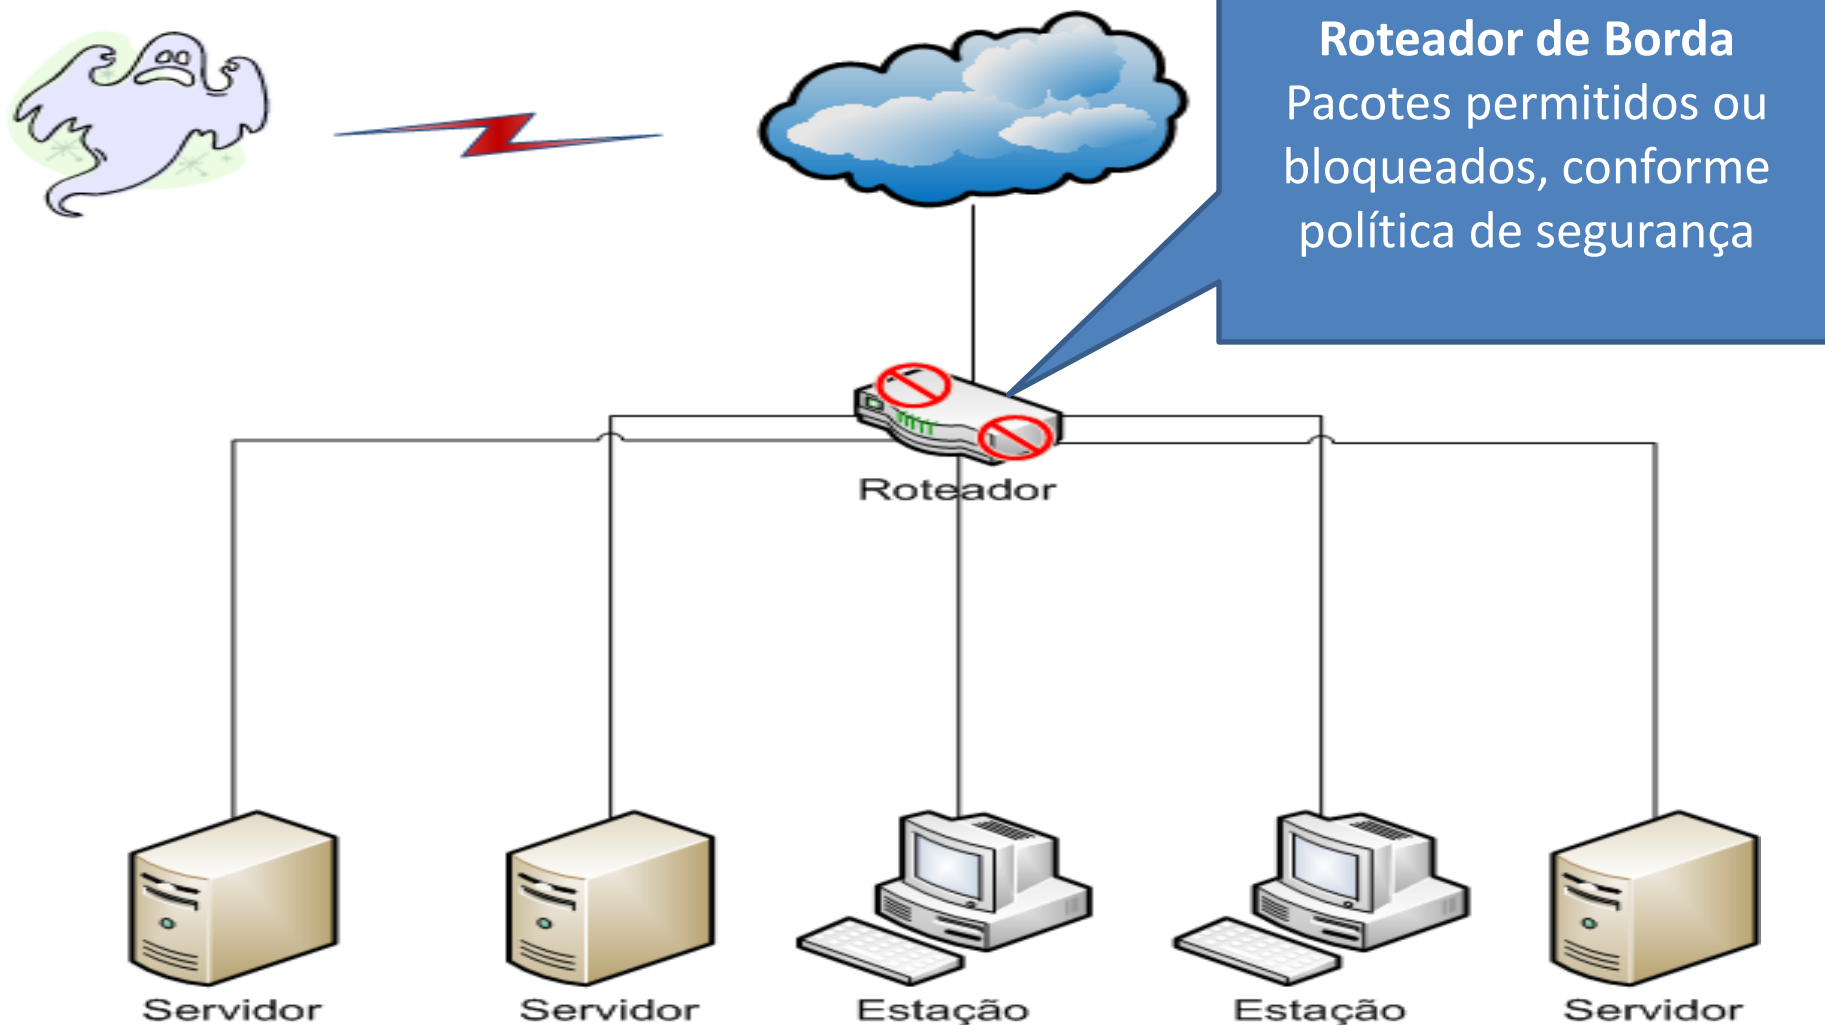 Roteador de Borda
Pacotes permitidos ou
bloqueados, conforme
política de segurança
Roteador
Servidor
Servidor
Estação
Estação
Servidor